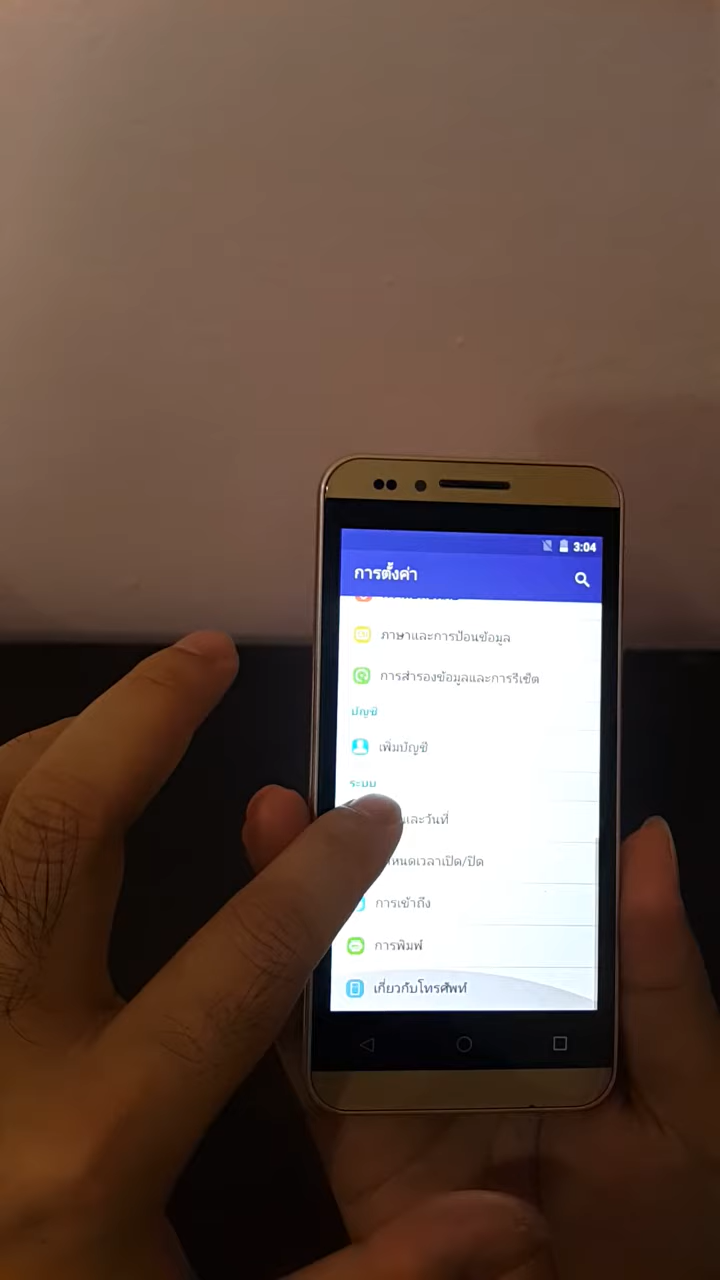 3:04
การตั้งค่า
ภาษาและการป้อนข้อมูล
การสำรองข้อมูลและการรีเซ็ต
บัญชี
เพิ่มบัญชี
ระบบ
และวันที่
หนดเวลาเปิด/ปิด
การเข้าถึง
การพิมพ์
เกี่ยวกับโทรศัพท์